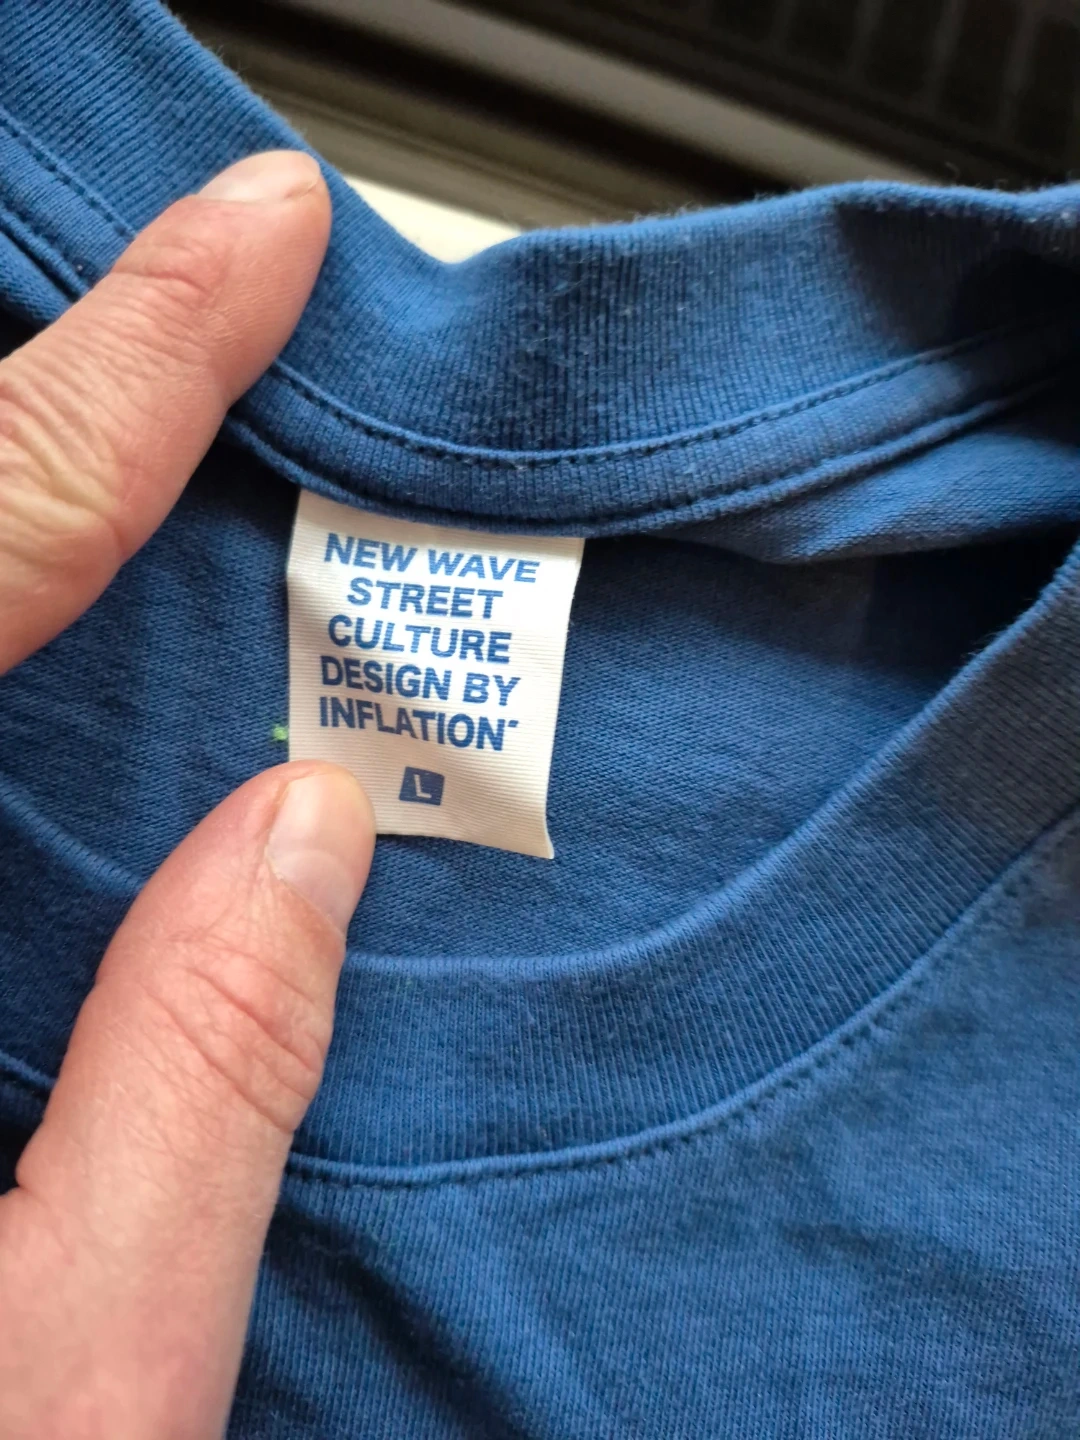 NEW WAVE
STREET
CULTURE
DESIGN BY
INFLATION"
L